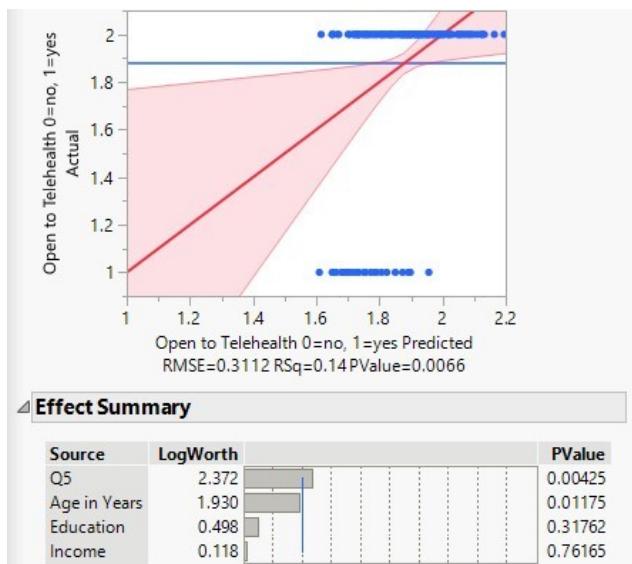 Open to Telehealth 0=no, 1=yes
Actual
2
1.8
1.6
1.4
1.2
1
1 1.2 1.4 1.6 1.8 2 2.2
Open to Telehealth 0=no, 1=yes Predicted
RMSE=0.3112 RSq=0.14 PValue=0.0066
Effect Summary
Source LogWorth PValue
Q5 2.372 0.00425
Age in Years 1.930 0.01175
Education 0.498 0.31762
Income 0.118 0.76165